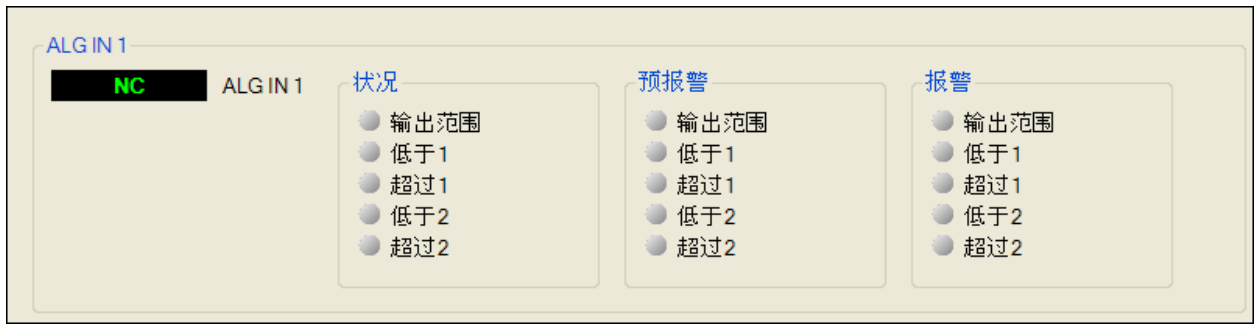 ALG IN 1
NC ALG IN 1
状况
输出范围
低于1
超过1
低于2
超过2
预报警
输出范围
低于1
超过1
低于2
超过2
报警
输出范围
低于1
超过1
低于2
超过2